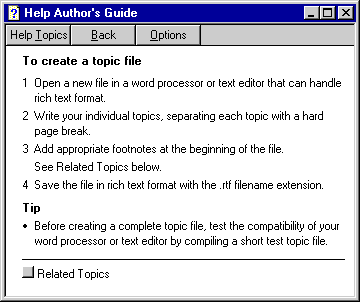 Help Author's Guide
Help Topics Back Options
To create a topic file
1 Open a new file in a word processor or text editor that can handle
rich text format.
2 Write your individual topics, separating each topic with a hard
page break.
3 Add appropriate footnotes at the beginning of the file.
See Related Topics below.
4 Save the file in rich text format with the .rtf filename extension.
Tip
• Before creating a complete topic file, test the compatibility of your
word processor or text editor by compiling a short test topic file.
Related Topics